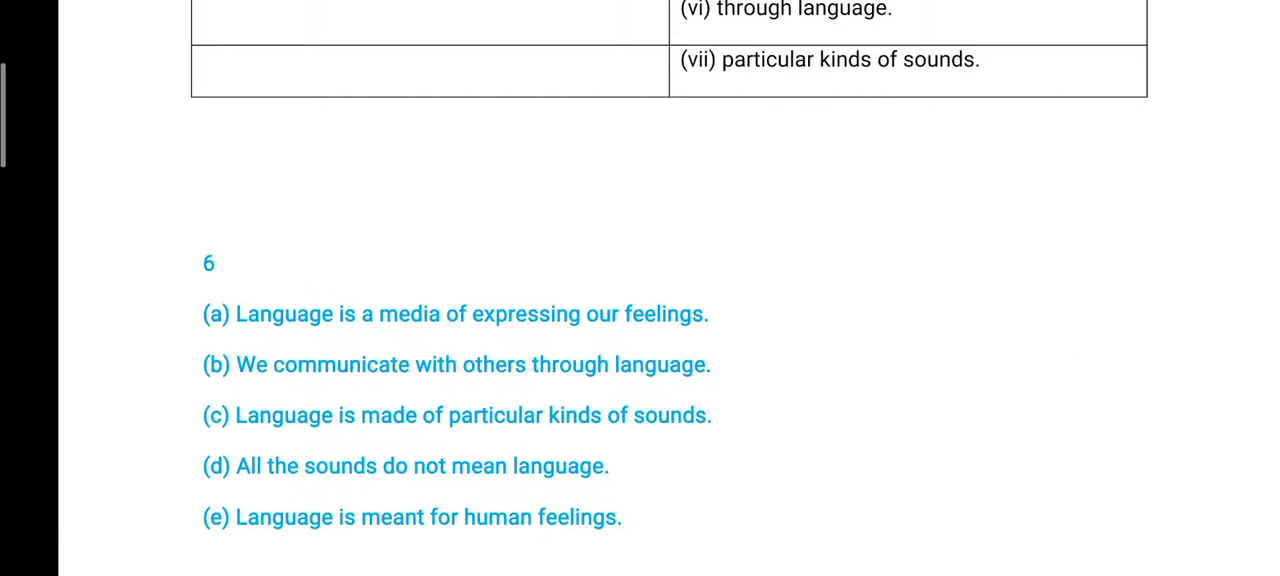 (vi) through language.
(vii) particular kinds of sounds.
6
(a) Language is a media of expressing our feelings.
(b) We communicate with others through language.
(c) Language is made of particular kinds of sounds.
(d) All the sounds do not mean language.
(e) Language is meant for human feelings.